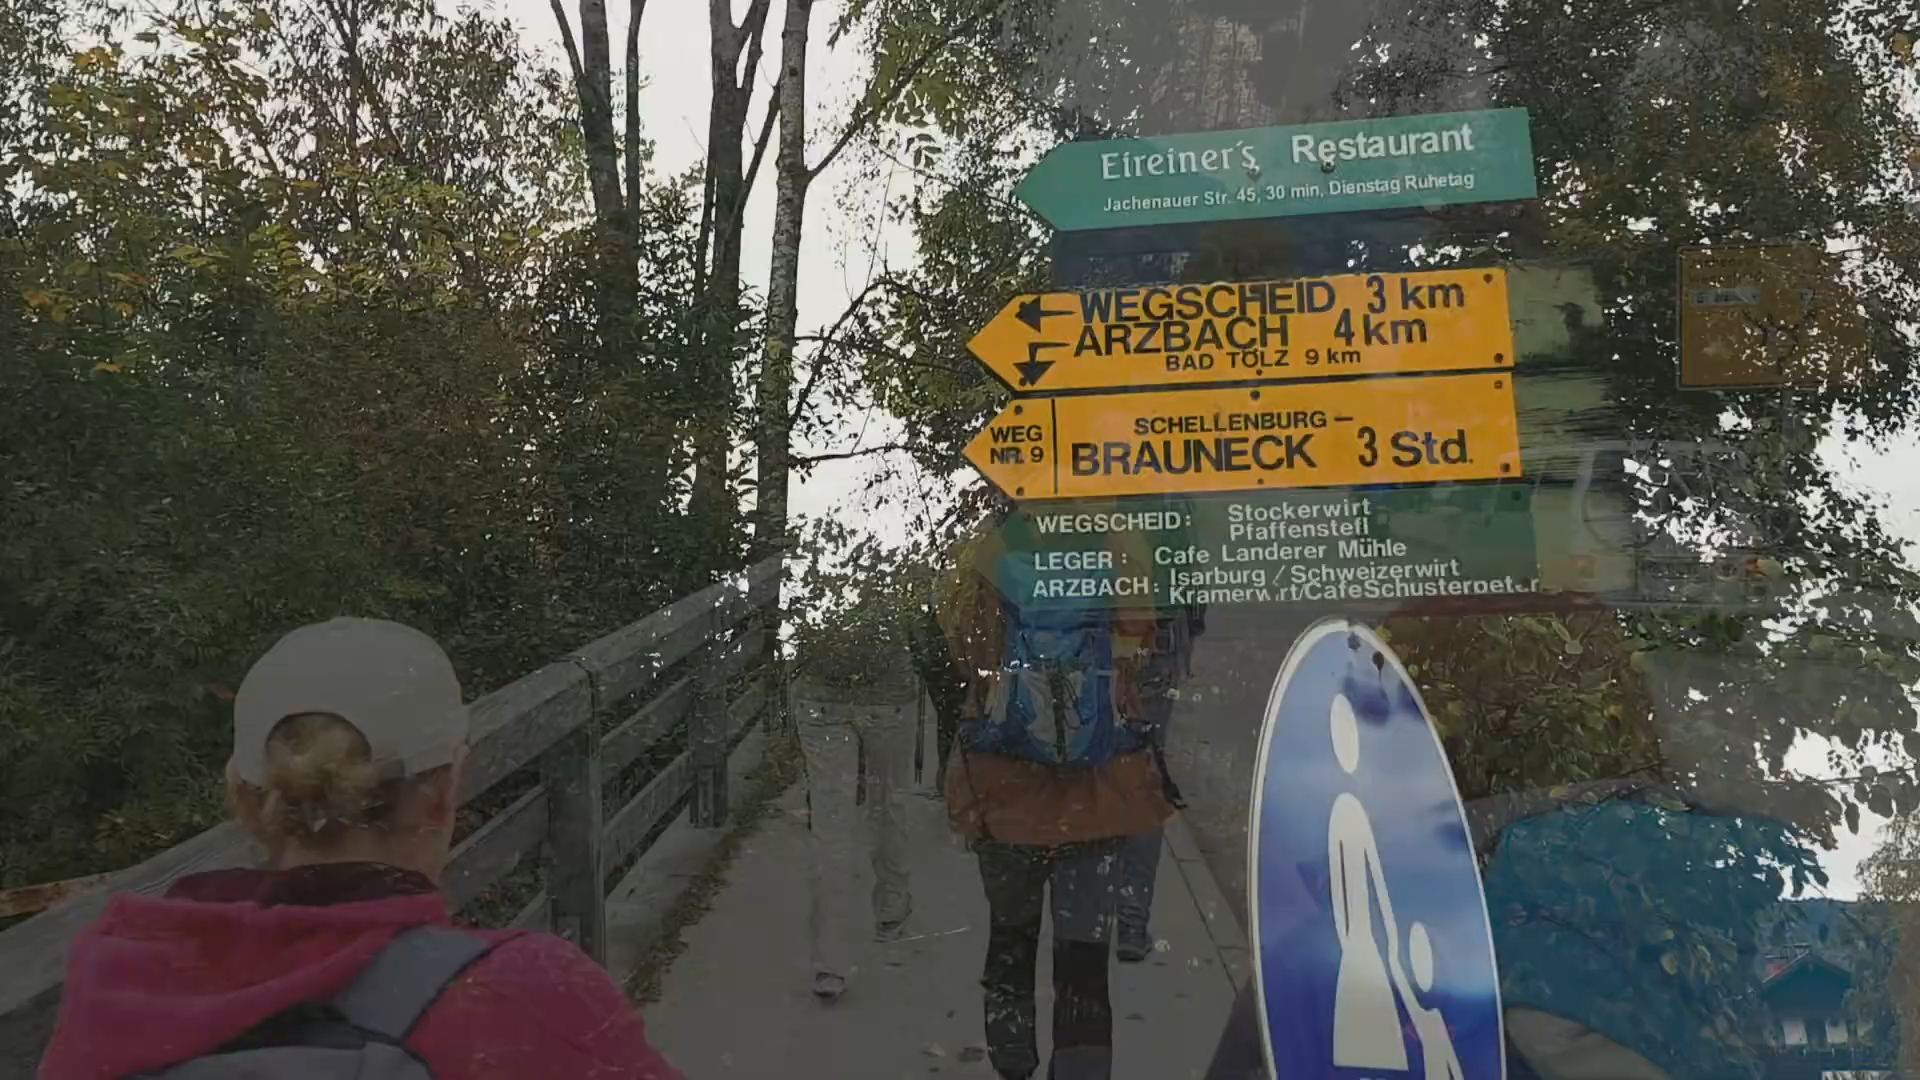 Eireiner's Restaurant
Jachenauer Str. 45, 30 min, Dienstag Ruhetag
WEGSCHEID 3 km
ARZBACH 4 km
BAD TÖLZ 9 km
WEG NR. 9
SCHELLENBURG –
BRAUNECK 3 Std.
WEGSCHEID: Stockerwirt
Pfaffenstefl
LEGER: Cafe Landerer Mühle
ARZBACH: Isarburg / Schweizerwirt
Kramerwirt/CafeSchusterpeter